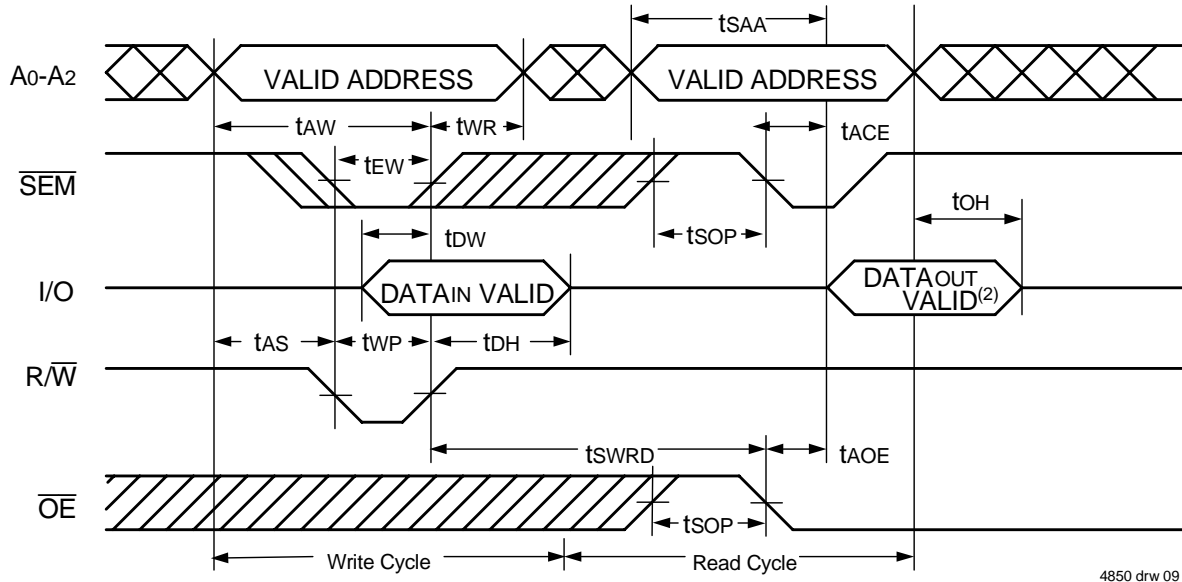 tSAA
A0-A2
VALID ADDRESS
VALID ADDRESS
tAW
tWR
tACE
SEM
tEW
tDW
tSOP
tOH
I/O
DATAIN VALID
DATAOUT
VALID(2)
tAS
tWP
tDH
R/W
tSWRD
tAOE
OE
tSOP
Write Cycle
Read Cycle
4850 drw 09